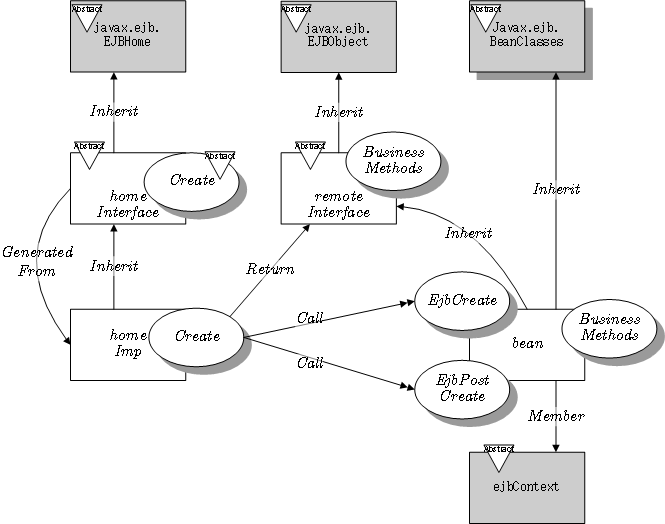 Abstract
javax.ejb.
EJBHome
Abstract
javax.ejb.
EJBObject
Abstract
Javax.ejb.
BeanClasses
Inherit
Inherit
Abstract
home
Interface
Abstract
Create
Abstract
remote
Interface
Business
Methods
Inherit
Generated
From
Inherit
Return
Inherit
home
Imp
Create
Call
Call
EjbCreate
EjbPost
Create
bean
Business
Methods
Member
Abstract
ejbContext